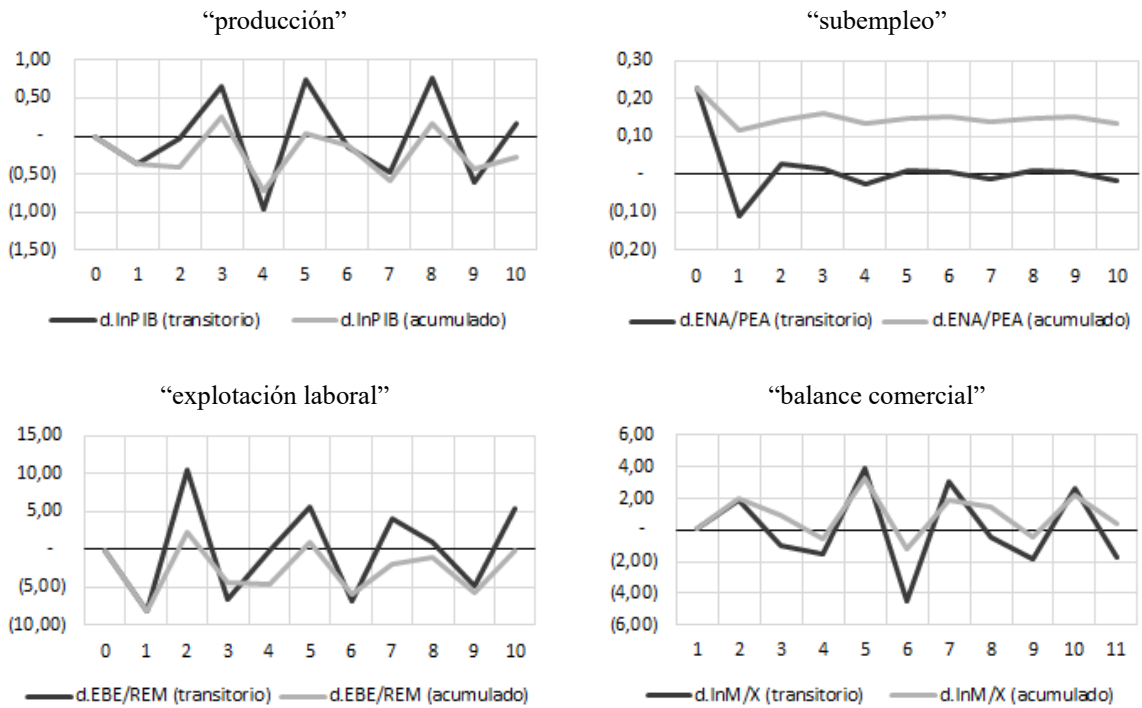 “producción”
1,00
0,50
-
(0,50)
(1,00)
(1,50)
0 1 2 3 4 5 6 7 8 9 10
d.lnPIB (transitorio) d.lnPIB (acumulado)
“subempleo”
0,30
0,20
0,10
-
(0,10)
(0,20)
0 1 2 3 4 5 6 7 8 9 10
d.ENA/PEA (transitorio) d.ENA/PEA (acumulado)
“explotación laboral”
15,00
10,00
5,00
-
(5,00)
(10,00)
0 1 2 3 4 5 6 7 8 9 10
d.EBE/REM (transitorio) d.EBE/REM (acumulado)
“balance comercial”
6,00
4,00
2,00
-
(2,00)
(4,00)
(6,00)
1 2 3 4 5 6 7 8 9 10 11
d.lnM/X (transitorio) d.lnM/X (acumulado)